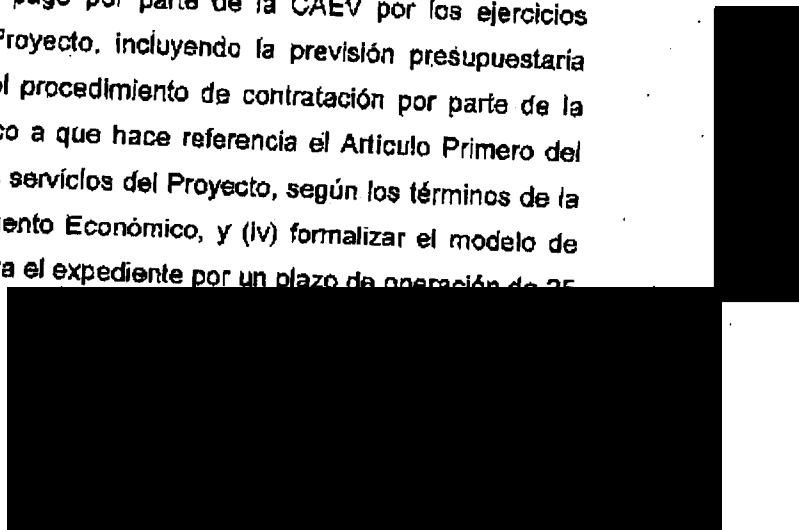 pago por parte de la CAEV por los ejercicios
Proyecto, incluyendo la previsión presupuestaria
procedimiento de contratación por parte de la
a que hace referencia el Artículo Primero del
servicios del Proyecto, según los términos de la
Económico, y (iv) formalizar el modelo de
el expediente por un plazo de operación de 25